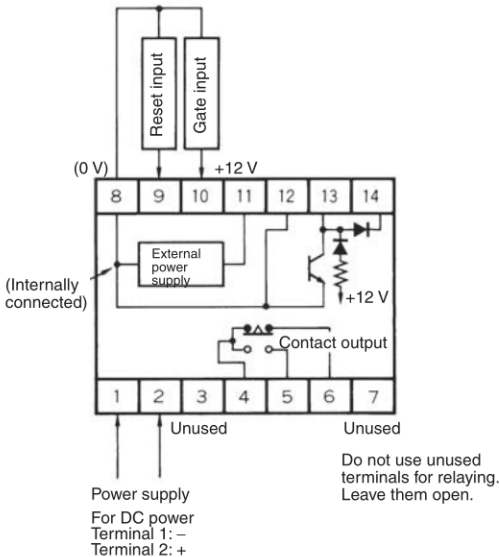 Reset input
Gate input
(0 V)
+12 V
8 9 10 11 12 13 14
External
power
supply
(Internally
connected)
+12 V
Contact output
1 2 3 4 5 6 7
Unused
Unused
Do not use unused
terminals for relaying.
Leave them open.
Power supply
For DC power
Terminal 1: −
Terminal 2: +